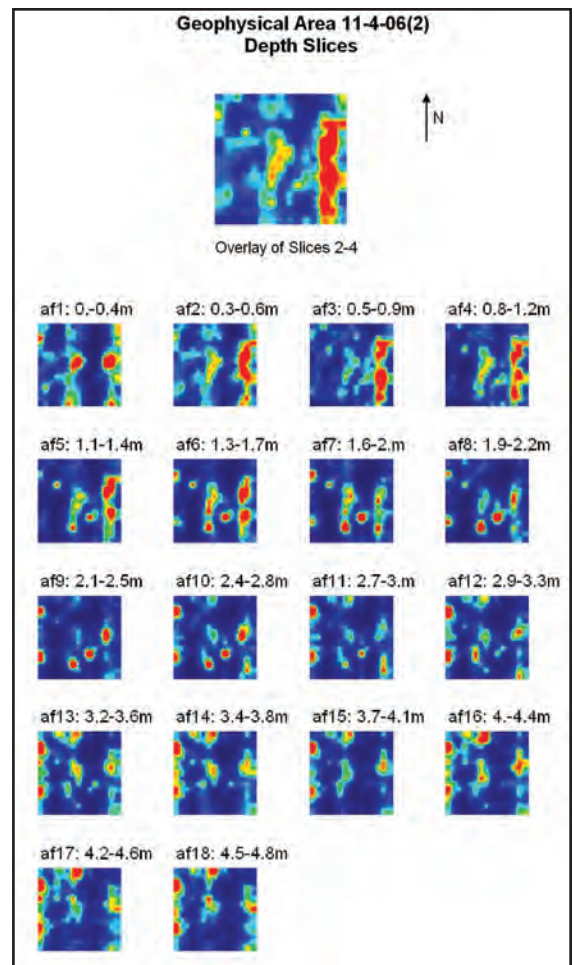 Geophysical Area 11-4-06(2)
Depth Slices
N
Overlay of Slices 2-4
af1: 0.-0.4m af2: 0.3-0.6m af3: 0.5-0.9m af4: 0.8-1.2m
af5: 1.1-1.4m af6: 1.3-1.7m af7: 1.6-2.m af8: 1.9-2.2m
af9: 2.1-2.5m af10: 2.4-2.8m af11: 2.7-3.m af12: 2.9-3.3m
af13: 3.2-3.6m af14: 3.4-3.8m af15: 3.7-4.1m af16: 4.-4.4m
af17: 4.2-4.6m af18: 4.5-4.8m